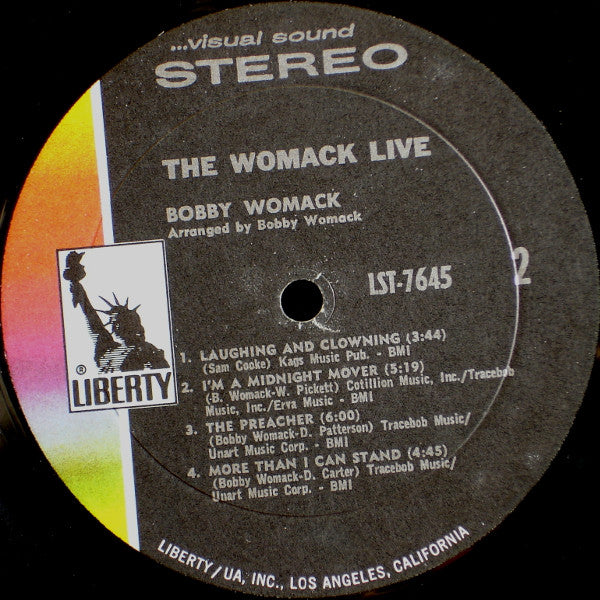 ...visual sound
STEREO
THE WOMACK LIVE
BOBBY WOMACK
Arranged by Bobby Womack
LST-7645
2
® LIBERTY
1. LAUGHING AND CLOWNING (3:44)
(Sam Cooke) Kags Music Pub. - BMI
2. I'M A MIDNIGHT MOVER (5:19)
(-B. Womack-W. Pickett) Cotillion Music, Inc./Tracebob
Music, Inc./Erva Music - BMI
3. THE PREACHER (6:00)
(Bobby Womack-D. Patterson) Tracebob Music/
Unart Music Corp. - BMI
4. MORE THAN I CAN STAND (4:45)
(Bobby Womack-D. Carter) Tracebob Music/
Unart Music Corp. - BMI
LIBERTY/UA, INC., LOS ANGELES, CALIFORNIA